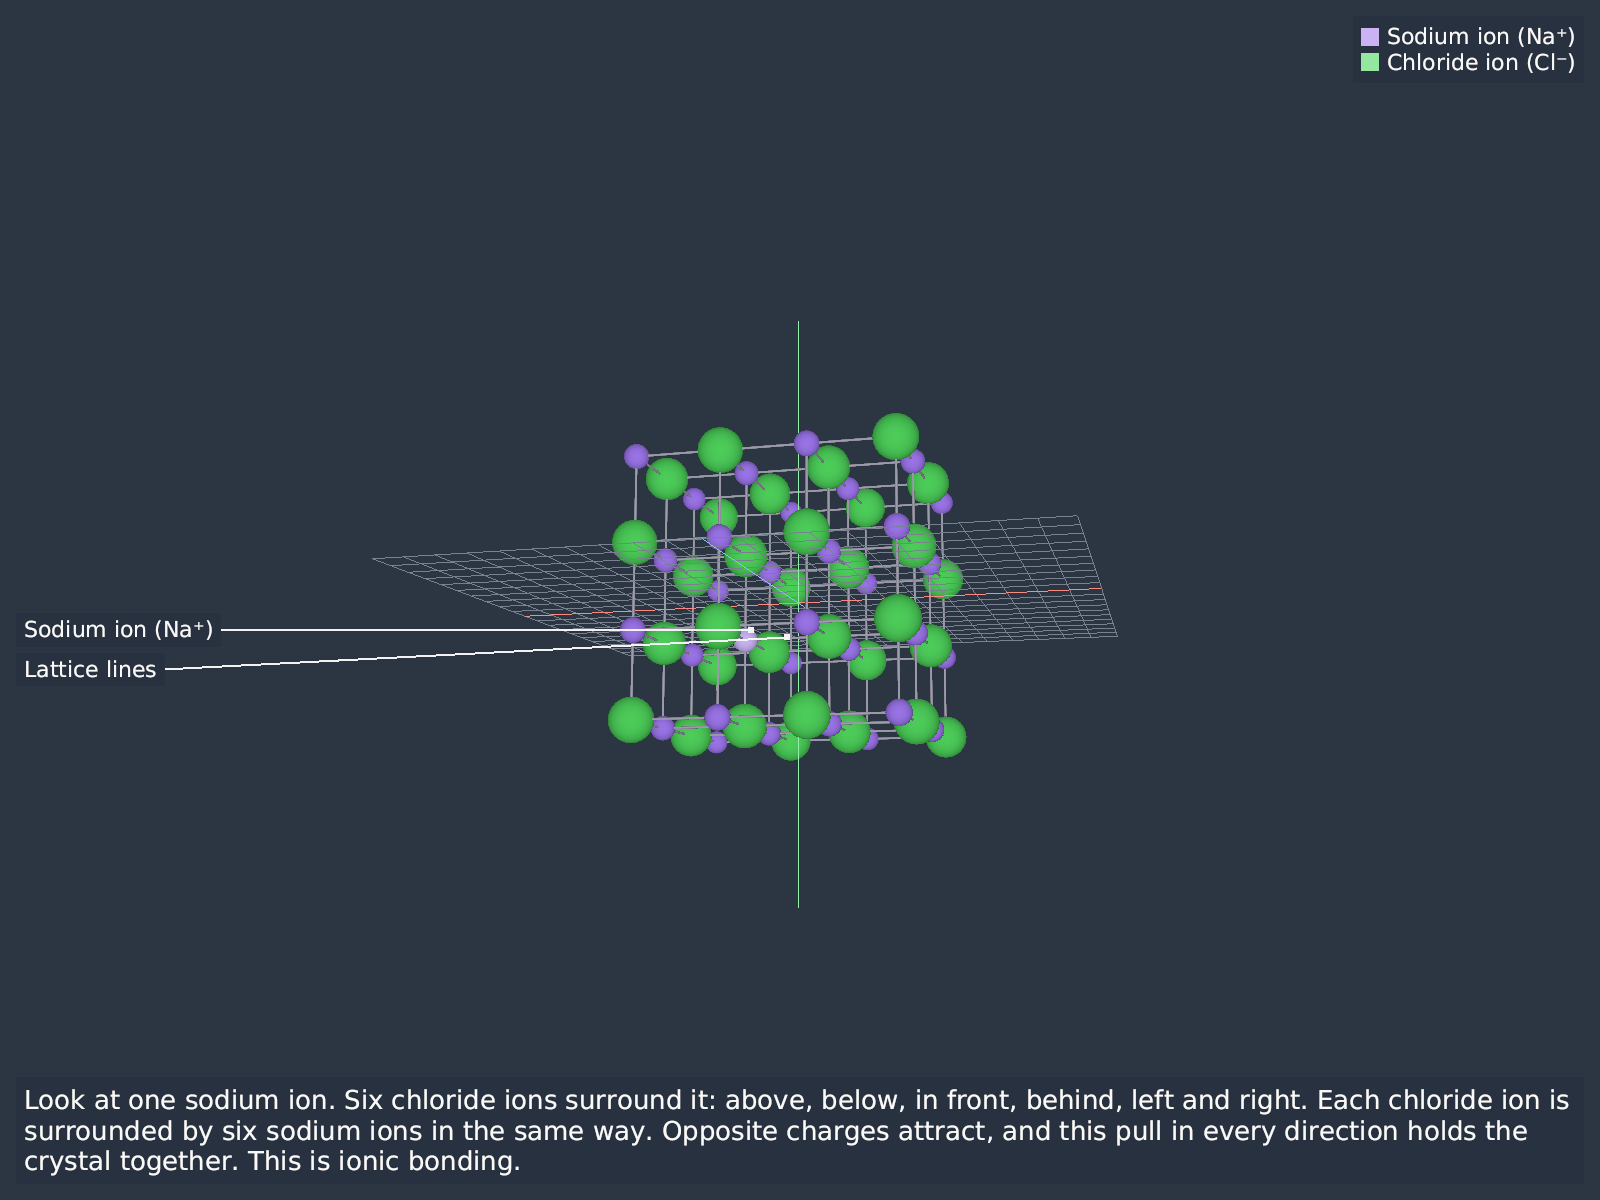 Sodium ion (Na⁺)
Chloride ion (Cl⁻)
Sodium ion (Na⁺)
Lattice lines
Look at one sodium ion. Six chloride ions surround it: above, below, in front, behind, left and right. Each chloride ion is
surrounded by six sodium ions in the same way. Opposite charges attract, and this pull in every direction holds the
crystal together. This is ionic bonding.